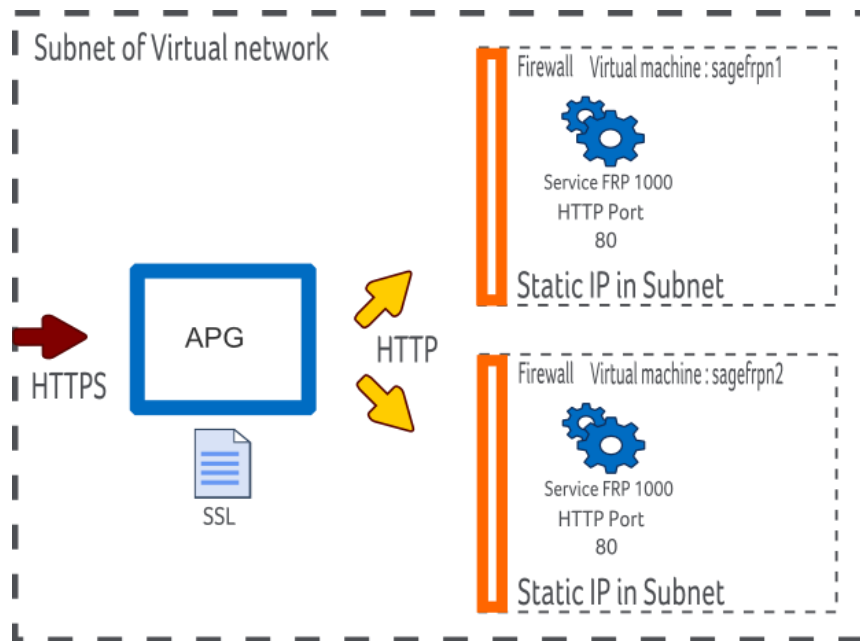 Subnet of Virtual network
Firewall Virtual machine : sagefrpn1
Service FRP 1000
HTTP Port
80
Static IP in Subnet
HTTPS
APG
SSL
HTTP
Firewall Virtual machine : sagefrpn2
Service FRP 1000
HTTP Port
80
Static IP in Subnet